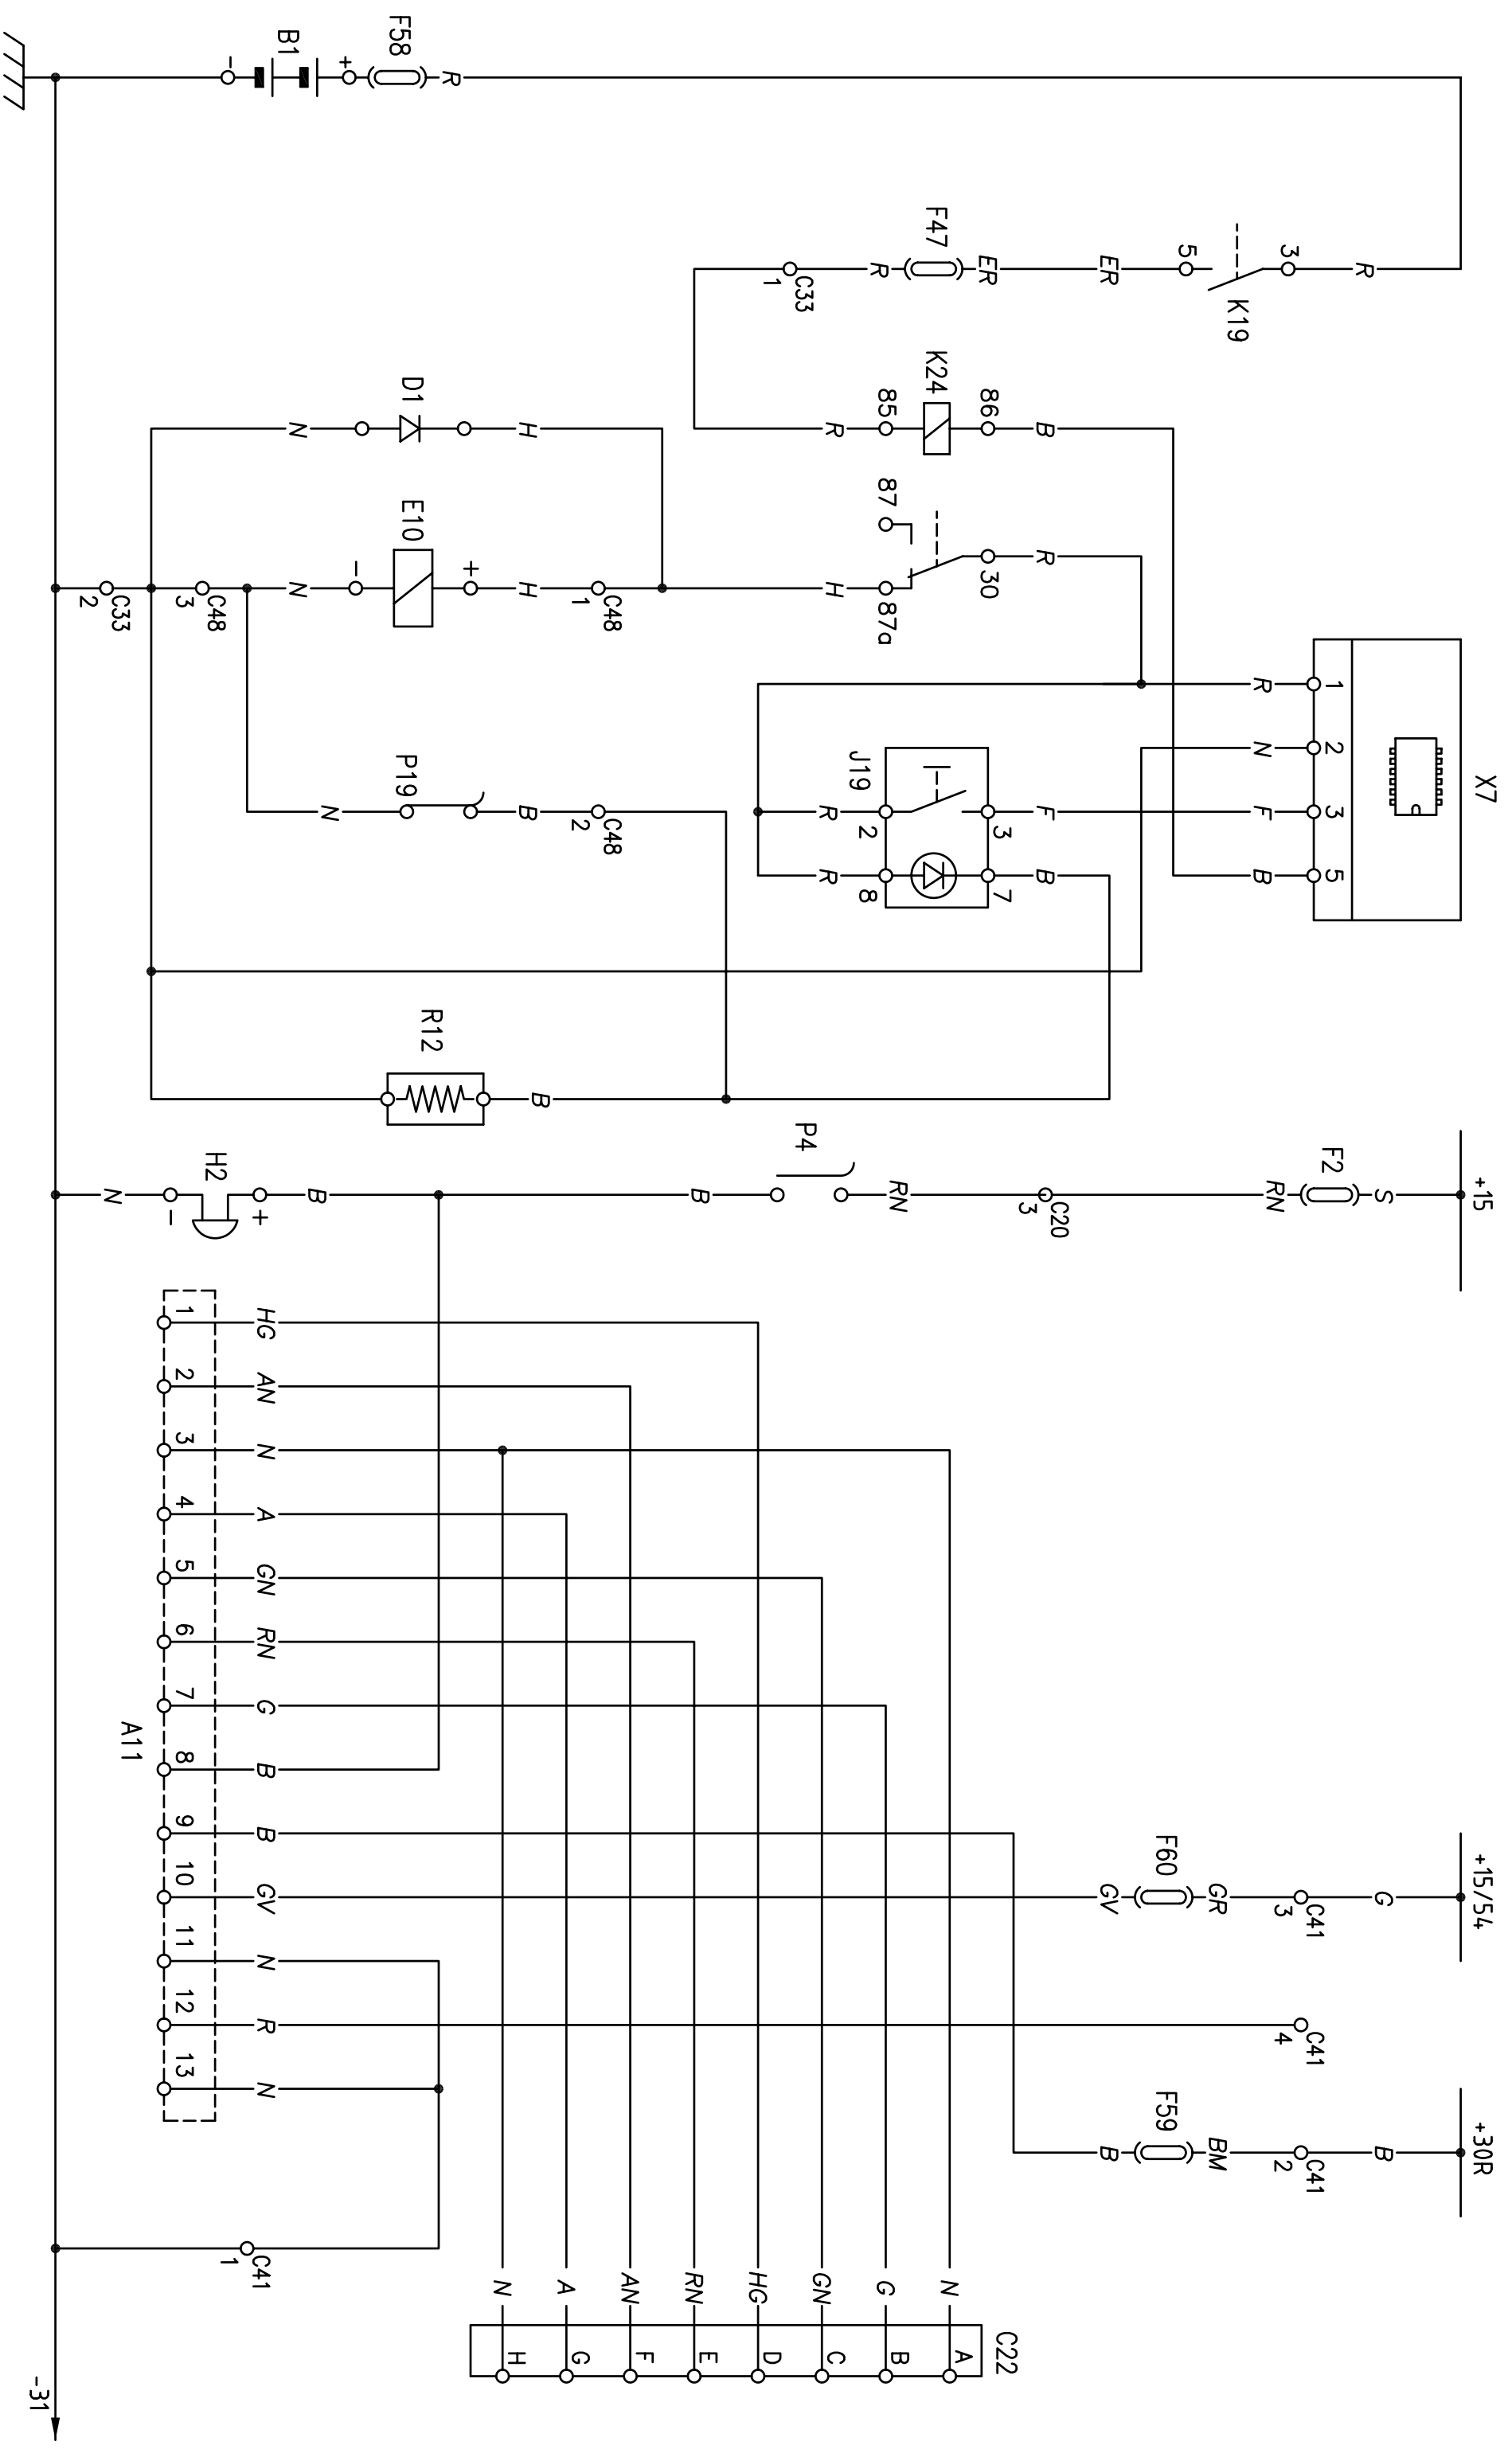 F58
B1
-
+
R
R
3
K19
5
ER
ER
F47
R
C33
1
K24
86
85
B
R
87
30
87a
R
H
D1
H
N
E10
+
-
H
C48
1
N
C48
3
C33
2
X7
1
2
3
5
R
N
F
B
J19
3
2
7
8
F
R
B
R
P19
N
B
C48
2
R12
B
+15
F2
S
RN
C20
3
RN
P4
B
B
H2
+
-
N
A11
1
2
3
4
5
6
7
8
9
10
11
12
13
HG
AN
N
A
GN
RN
G
B
B
GV
N
R
N
+15/54
G
C41
3
GR
F60
GV
C41
4
+30R
B
C41
2
BM
F59
B
C41
1
N
A
AN
RN
HG
GN
G
N
C22
H
G
F
E
D
C
B
A
-31